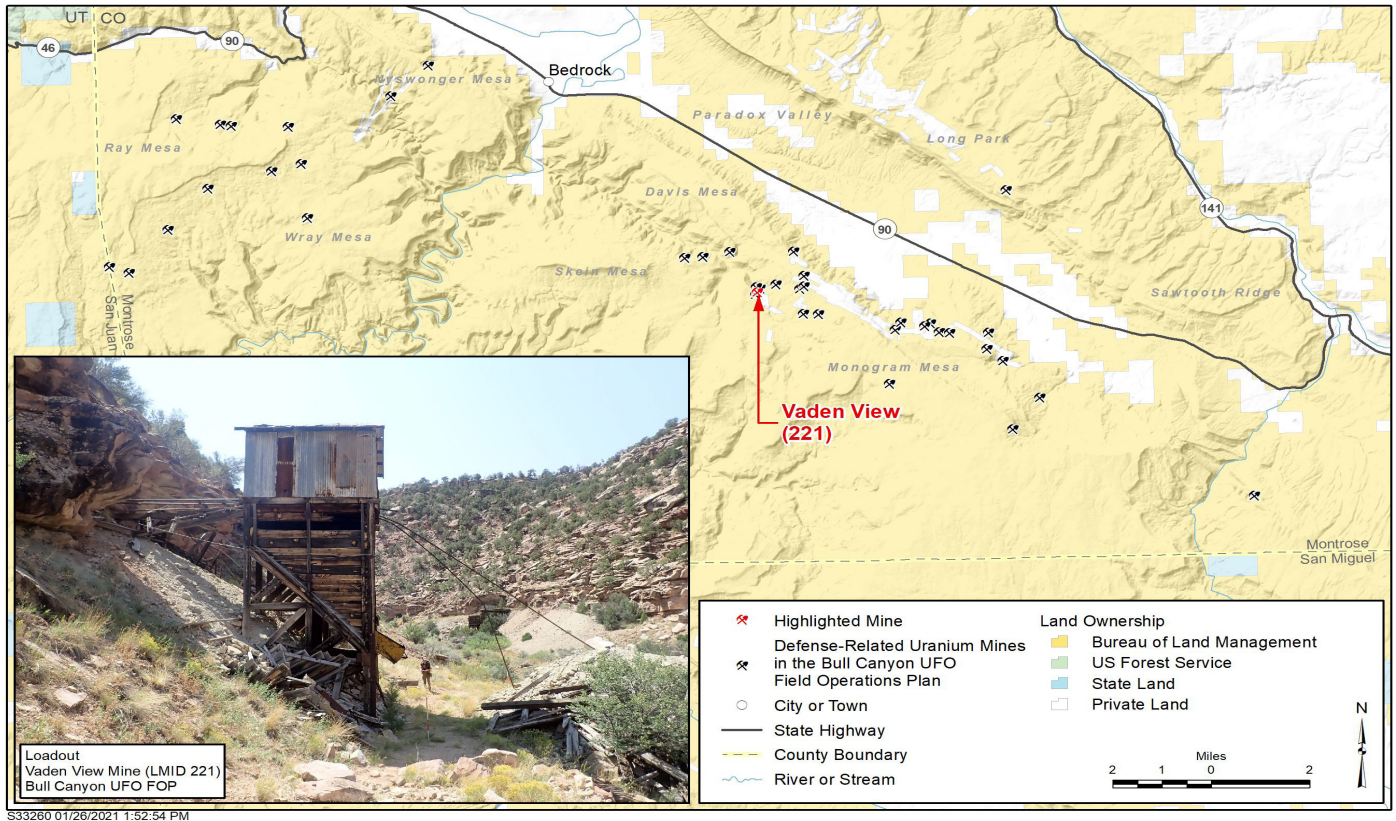 UT CO
46
90
Nyswonger Mesa
Bedrock
Paradox Valley
Long Park
Ray Mesa
Davis Mesa
141
90
Wray Mesa
Skein Mesa
Sawtooth Ridge
Montrose
San Juan
Monogram Mesa
Vaden View
(221)
Montrose
San Miguel
Loadout
Vaden View Mine (LMID 221)
Bull Canyon UFO FOP
Highlighted Mine
Defense-Related Uranium Mines
in the Bull Canyon UFO
Field Operations Plan
City or Town
State Highway
County Boundary
River or Stream
Land Ownership
Bureau of Land Management
US Forest Service
State Land
Private Land
N
Miles
2 1 0 2
S33260 01/26/2021 1:52:54 PM